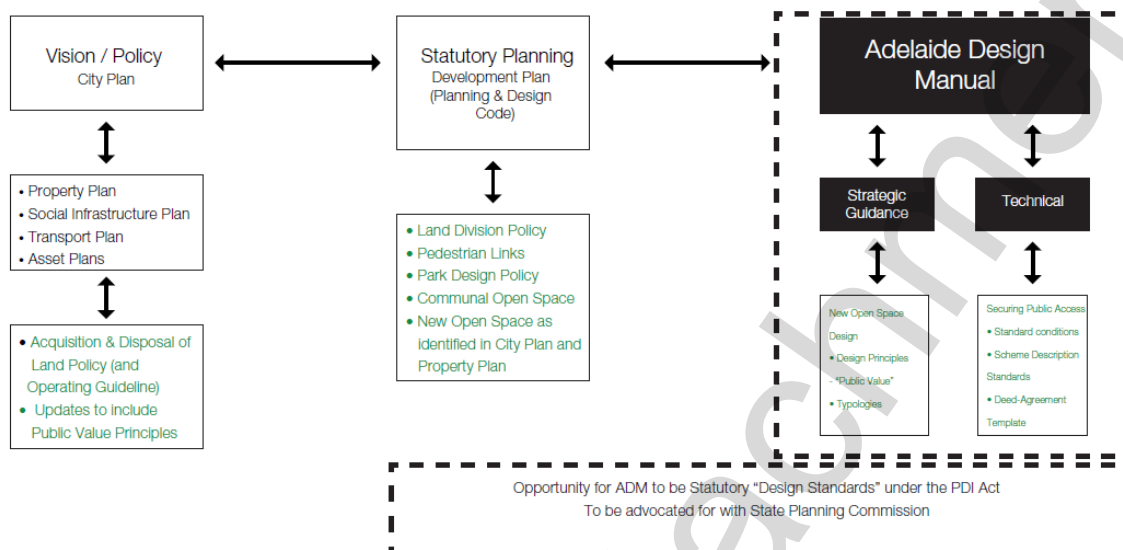 Vision / Policy
City Plan
• Property Plan
• Social Infrastructure Plan
• Transport Plan
• Asset Plans
• Acquisition & Disposal of
Land Policy (and
Operating Guideline)
• Updates to include
Public Value Principles
Statutory Planning
Development Plan
(Planning & Design
Code)
• Land Division Policy
• Pedestrian Links
• Park Design Policy
• Communal Open Space
• New Open Space as
identified in City Plan and
Property Plan
Adelaide Design
Manual
Strategic
Guidance
Technical
New Open Space
Design
• Design Principles
- "Public Value"
• Typologies
Securing Public Access
• Standard conditions
• Scheme Description
Standards
• Deed-Agreement
Template
Opportunity for ADM to be Statutory "Design Standards" under the PDI Act
To be advocated for with State Planning Commission